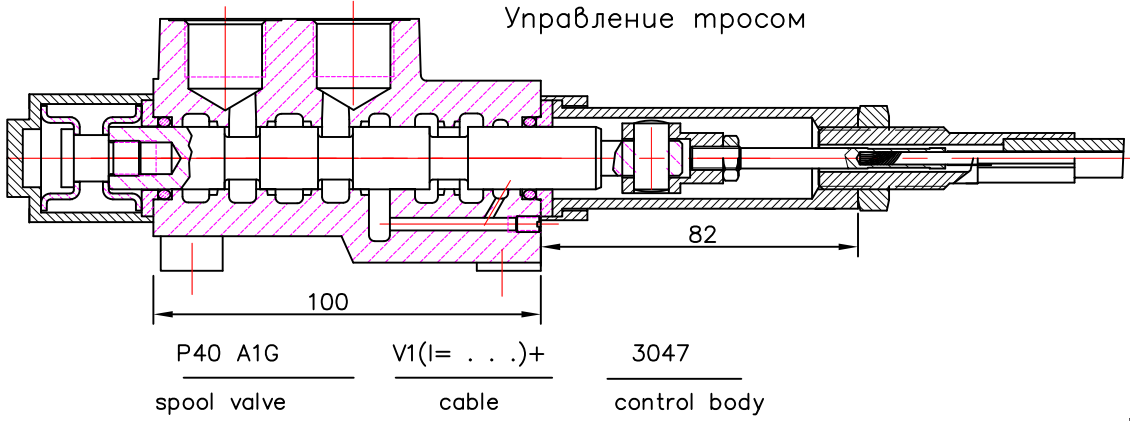 Управление тросом
82
100
P40 A1G V1(l= . . .)+ 3047
spool valve cable control body